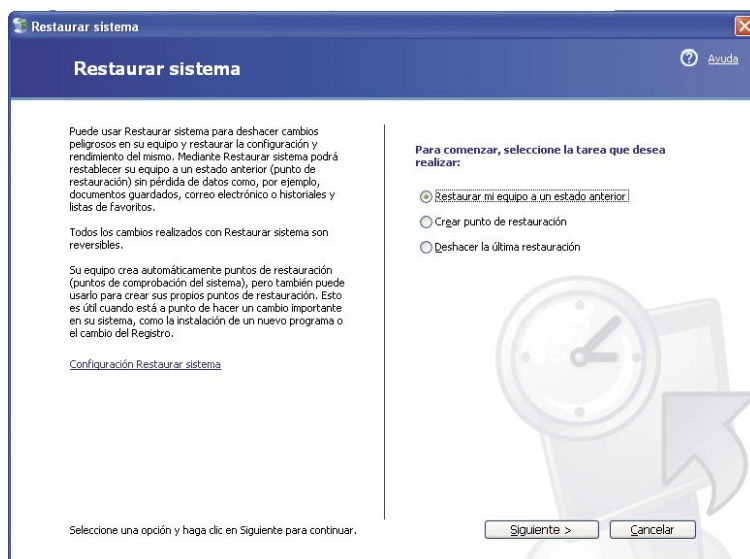 Restaurar sistema
Restaurar sistema
Ayuda
Puede usar Restaurar sistema para deshacer cambios
peligrosos en su equipo y restaurar la configuración y
rendimiento del mismo. Mediante Restaurar sistema podrá
restablecer su equipo a un estado anterior (punto de
restauración) sin pérdida de datos como, por ejemplo,
documentos guardados, correo electrónico o historiales y
listas de favoritos.
Todos los cambios realizados con Restaurar sistema son
reversibles.
Su equipo crea automáticamente puntos de restauración
(puntos de comprobación del sistema), pero también puede
usarlo para crear sus propios puntos de restauración. Esto
es útil cuando está a punto de hacer un cambio importante
en su sistema, como la instalación de un nuevo programa o
el cambio del Registro.
Configuración Restaurar sistema
Para comenzar, seleccione la tarea que desea
realizar:
Restaurar mi equipo a un estado anterior
Crear punto de restauración
Deshacer la última restauración
Seleccione una opción y haga clic en Siguiente para continuar.
Siguiente >
Cancelar